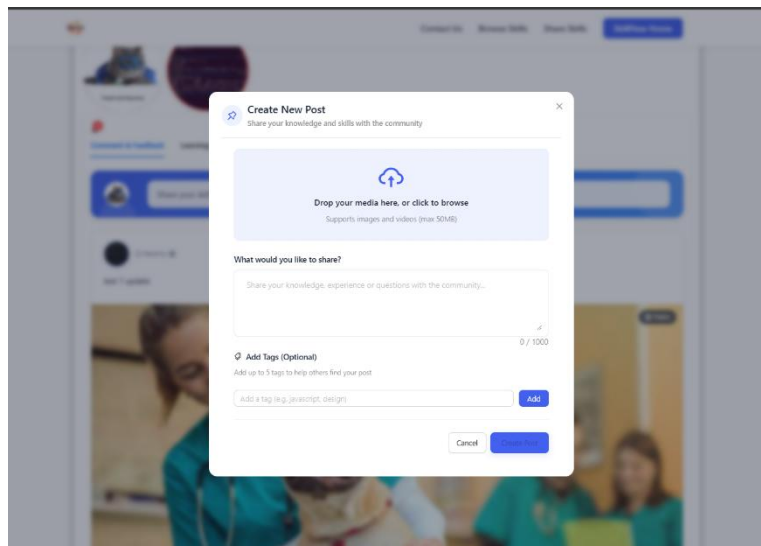 Contact Us Browse Skills Share Skills SkillFlow Home
Create New Post
Share your knowledge and skills with the community
Drop your media here, or click to browse
Supports images and videos (max 50MB)
What would you like to share?
Share your knowledge, experience or questions with the community...
0 / 1000
Add Tags (Optional)
Add up to 5 tags to help others find your post
Add a tag (e.g. javascript, design)
Add
Cancel Create Post